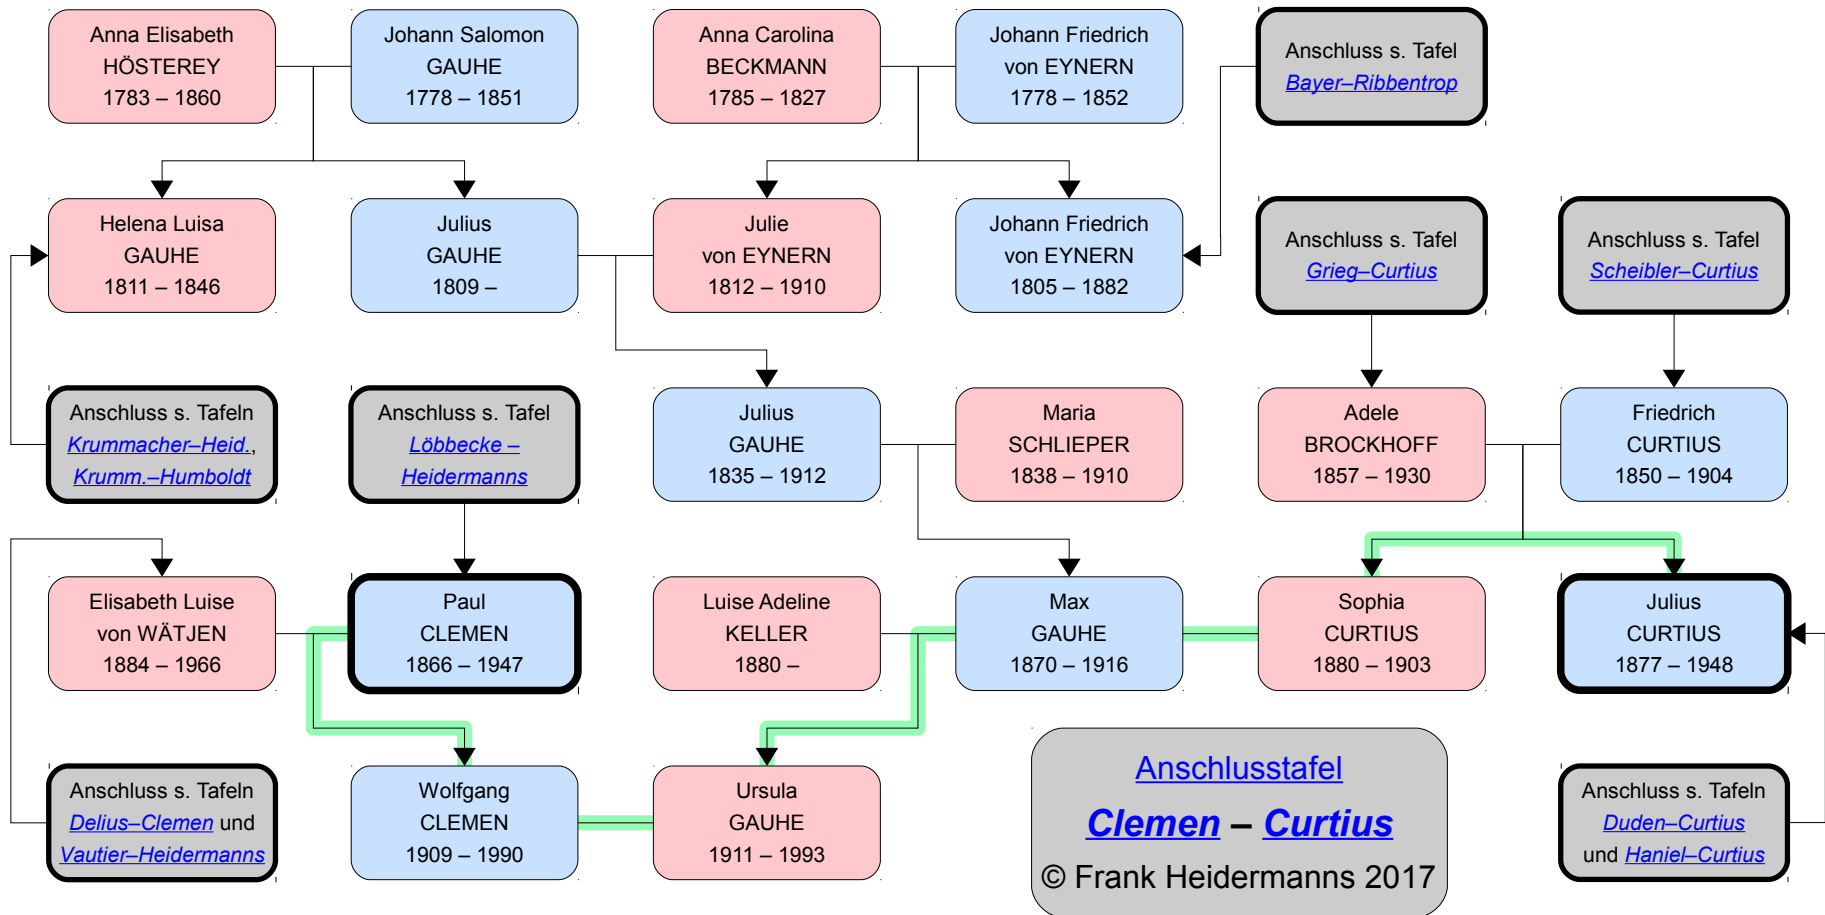 Anna Elisabeth
HÖSTEREY
1783 – 1860
Johann Salomon
GAUHE
1778 – 1851
Anna Carolina
BECKMANN
1785 – 1827
Johann Friedrich
von EYNERN
1778 – 1852
Anschluss s. Tafel
Bayer–Ribbentrop
Helena Luisa
GAUHE
1811 – 1846
Julius
GAUHE
1809 –
Julie
von EYNERN
1812 – 1910
Johann Friedrich
von EYNERN
1805 – 1882
Anschluss s. Tafel
Grieg–Curtius
Anschluss s. Tafel
Scheibler–Curtius
Anschluss s. Tafeln
Krummacher–Heid.,
Krumm.–Humboldt
Anschluss s. Tafel
Löbbecke –
Heidermanns
Julius
GAUHE
1835 – 1912
Maria
SCHLIEPER
1838 – 1910
Adele
BROCKHOFF
1857 – 1930
Friedrich
CURTIUS
1850 – 1904
Elisabeth Luise
von WÄTJEN
1884 – 1966
Paul
CLEMEN
1866 – 1947
Luise Adeline
KELLER
1880 –
Max
GAUHE
1870 – 1916
Sophia
CURTIUS
1880 – 1903
Julius
CURTIUS
1877 – 1948
Anschluss s. Tafeln
Delius–Clemen und
Vautier–Heidermanns
Wolfgang
CLEMEN
1909 – 1990
Ursula
GAUHE
1911 – 1993
Anschlusstafel
Clemen – Curtius
© Frank Heidermanns 2017
Anschluss s. Tafeln
Duden–Curtius
und Haniel–Curtius